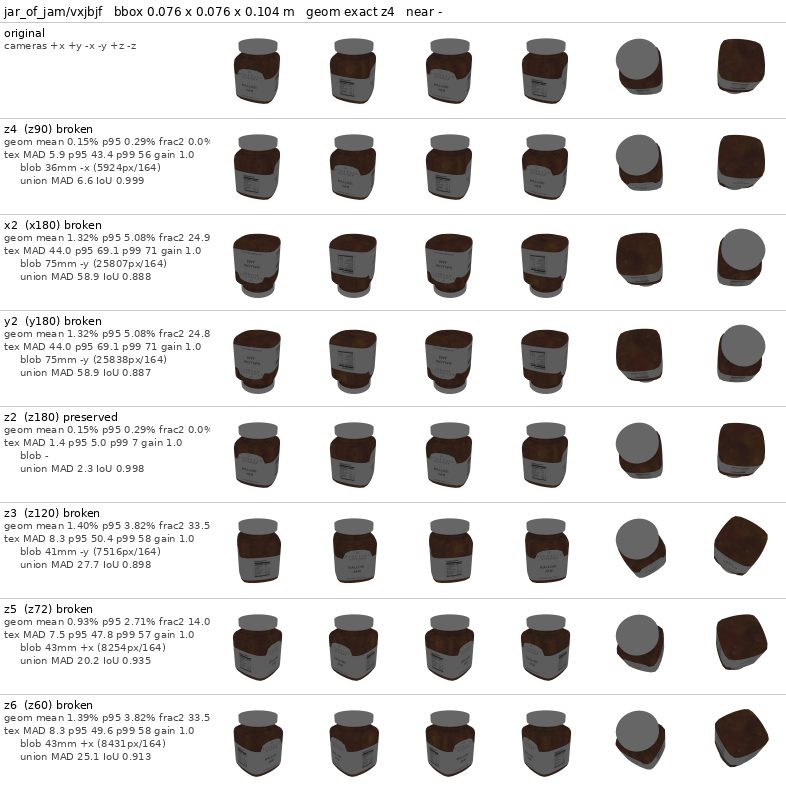 jar_of_jam/vxjbjf bbox 0.076 x 0.076 x 0.104 m geom exact z4 near -
original
cameras +x +y -x -y +z -z
z4 (z90) broken
geom mean 0.15% p95 0.29% frac2 0.0%
tex MAD 5.9 p95 43.4 p99 56 gain 1.0
blob 36mm -x (5924px/164)
union MAD 6.6 IoU 0.999
x2 (x180) broken
geom mean 1.32% p95 5.08% frac2 24.9
tex MAD 44.0 p95 69.1 p99 71 gain 1.0
blob 75mm -y (25807px/164)
union MAD 58.9 IoU 0.888
y2 (y180) broken
geom mean 1.32% p95 5.08% frac2 24.8
tex MAD 44.0 p95 69.1 p99 71 gain 1.0
blob 75mm -y (25838px/164)
union MAD 58.9 IoU 0.887
z2 (z180) preserved
geom mean 0.15% p95 0.29% frac2 0.0%
tex MAD 1.4 p95 5.0 p99 7 gain 1.0
blob -
union MAD 2.3 IoU 0.998
z3 (z120) broken
geom mean 1.40% p95 3.82% frac2 33.5
tex MAD 8.3 p95 50.4 p99 58 gain 1.0
blob 41mm -y (7516px/164)
union MAD 27.7 IoU 0.898
z5 (z72) broken
geom mean 0.93% p95 2.71% frac2 14.0
tex MAD 7.5 p95 47.8 p99 57 gain 1.0
blob 43mm +x (8254px/164)
union MAD 20.2 IoU 0.935
z6 (z60) broken
geom mean 1.39% p95 3.82% frac2 33.5
tex MAD 8.3 p95 49.6 p99 58 gain 1.0
blob 43mm +x (8431px/164)
union MAD 25.1 IoU 0.913